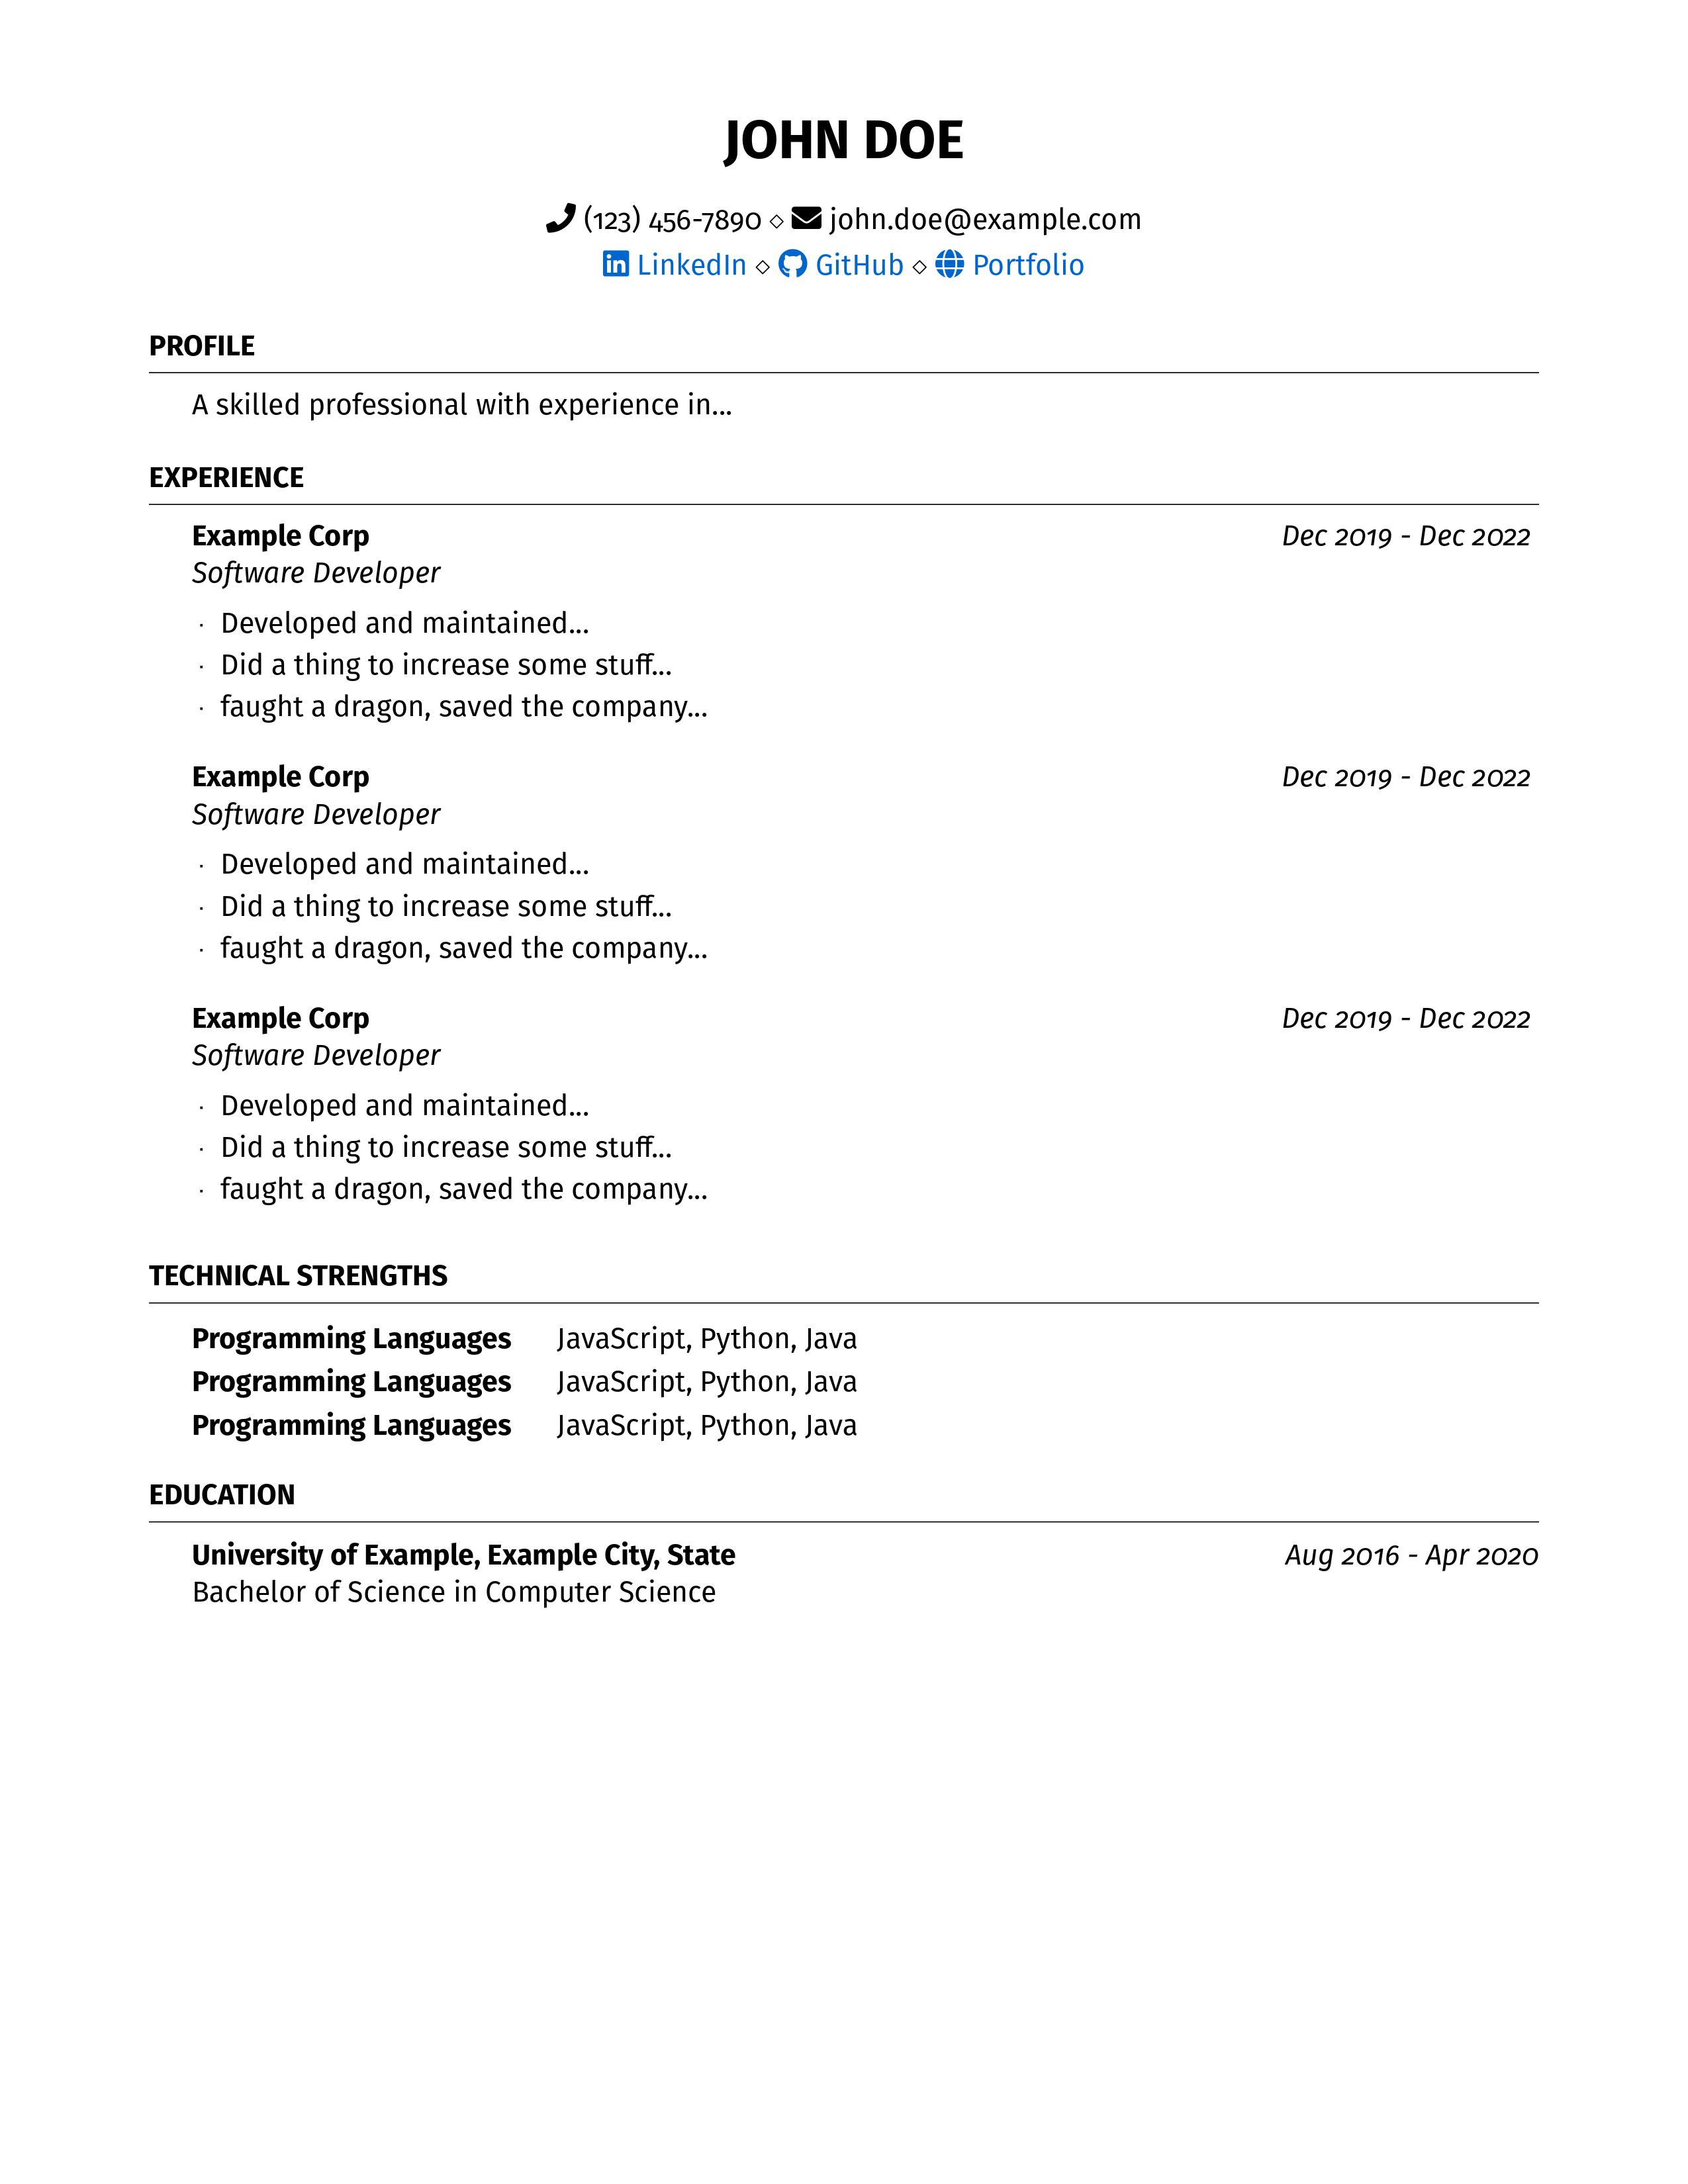 JOHN DOE
(123) 456-7890 ⋄ john.doe@example.com
LinkedIn ⋄ GitHub ⋄ Portfolio
PROFILE
A skilled professional with experience in...
EXPERIENCE
Example Corp Dec 2019 - Dec 2022
Software Developer
· Developed and maintained...
· Did a thing to increase some stuff...
· faught a dragon, saved the company...
Example Corp Dec 2019 - Dec 2022
Software Developer
· Developed and maintained...
· Did a thing to increase some stuff...
· faught a dragon, saved the company...
Example Corp Dec 2019 - Dec 2022
Software Developer
· Developed and maintained...
· Did a thing to increase some stuff...
· faught a dragon, saved the company...
TECHNICAL STRENGTHS
Programming Languages JavaScript, Python, Java
Programming Languages JavaScript, Python, Java
Programming Languages JavaScript, Python, Java
EDUCATION
University of Example, Example City, State Aug 2016 - Apr 2020
Bachelor of Science in Computer Science